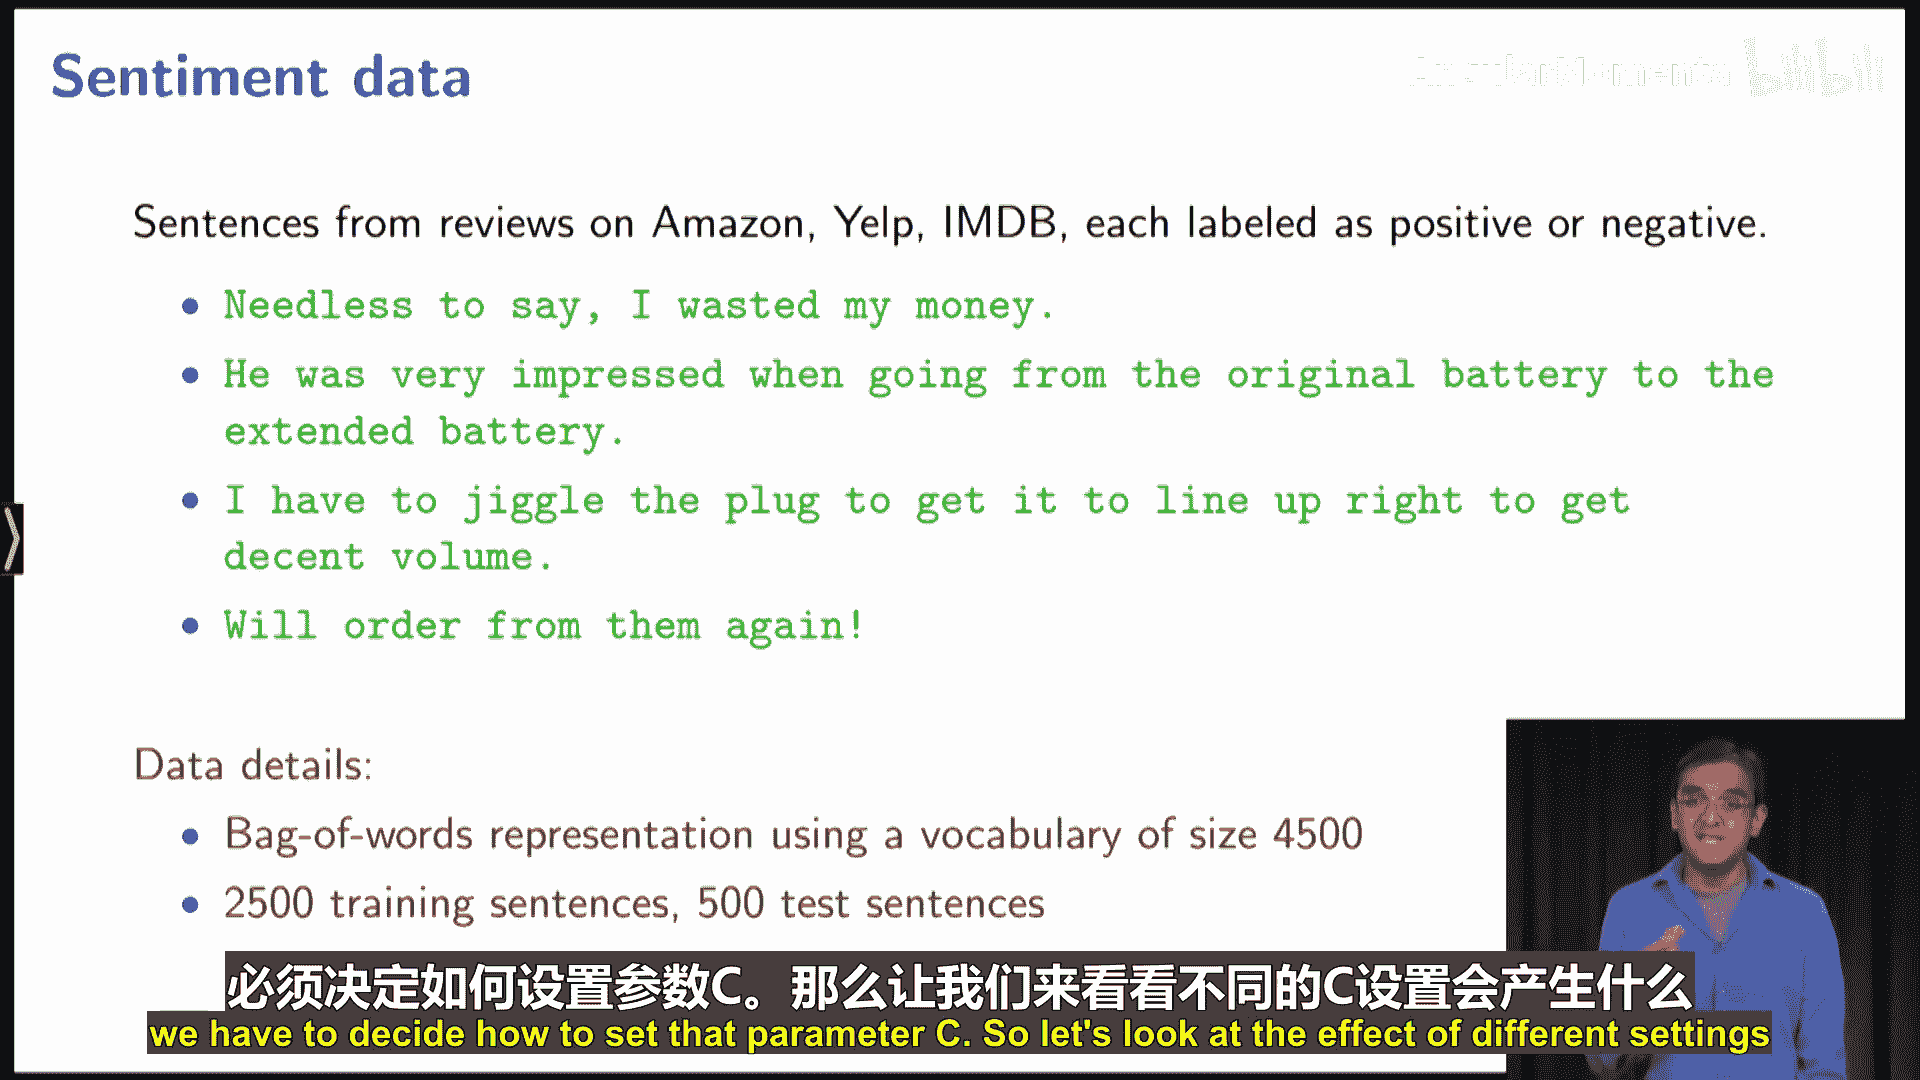 Sentiment data
bilibili
Sentences from reviews on Amazon, Yelp, IMDB, each labeled as positive or negative.
• Needless to say, I wasted my money.
• He was very impressed when going from the original battery to the
extended battery.
• I have to jiggle the plug to get it to line up right to get
decent volume.
• Will order from them again!
Data details:
• Bag-of-words representation using a vocabulary of size 4500
• 2500 training sentences, 500 test sentences
必须决定如何设置参数C。那么让我们来看看不同的C设置会产生什么
we have to decide how to set that parameter C. So let's look at the effect of different settings